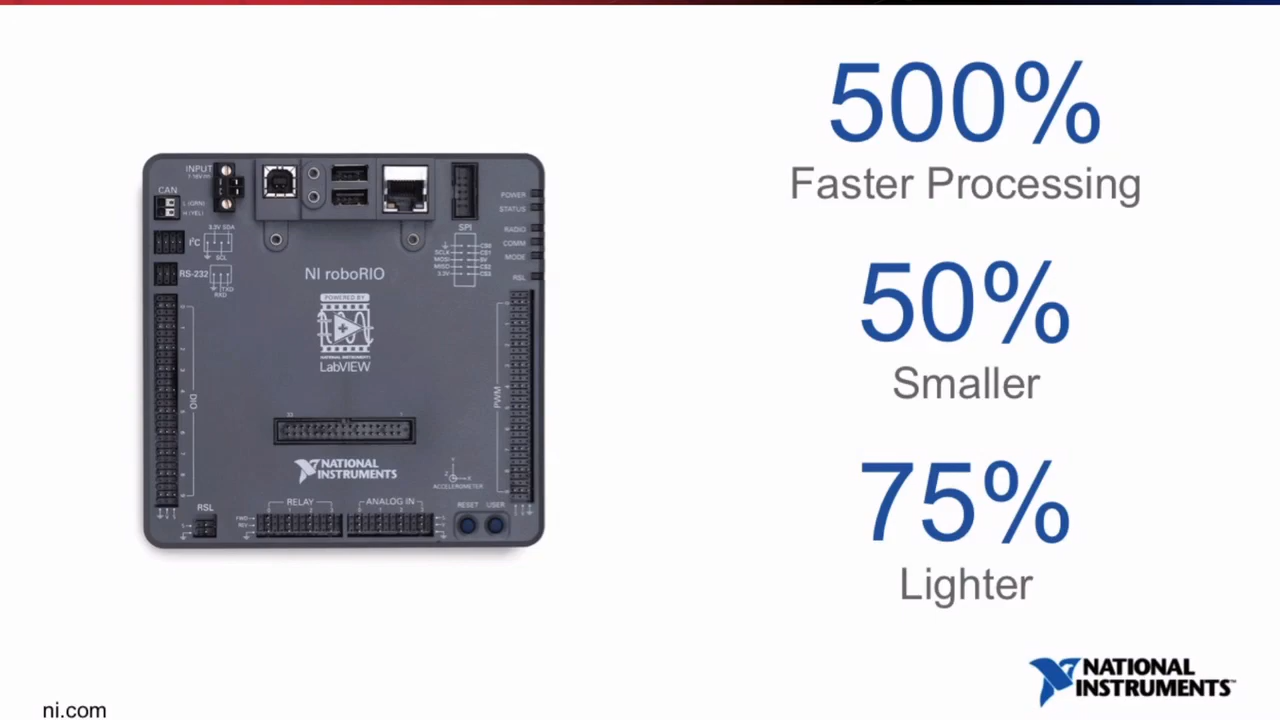 500%
Faster Processing
50%
Smaller
75%
Lighter
INPUT
CAN
L (GRN)
H (YEL)
3.3V SDA
I²C
SCL
RS-232
TXD
RXD
DIO
SPI
CS0
SCLK
CS1
MOSI
5V
MISO
CS2
3.3V
CS3
POWER
STATUS
RADIO
COMM
MODE
RSL
NI roboRIO
POWERED BY
NATIONAL INSTRUMENTS
LabVIEW
PWM
NATIONAL
INSTRUMENTS
ACCELEROMETER
RSL
RELAY
ANALOG IN
RESET
USER
FWD
REV
NATIONAL
INSTRUMENTS™
ni.com